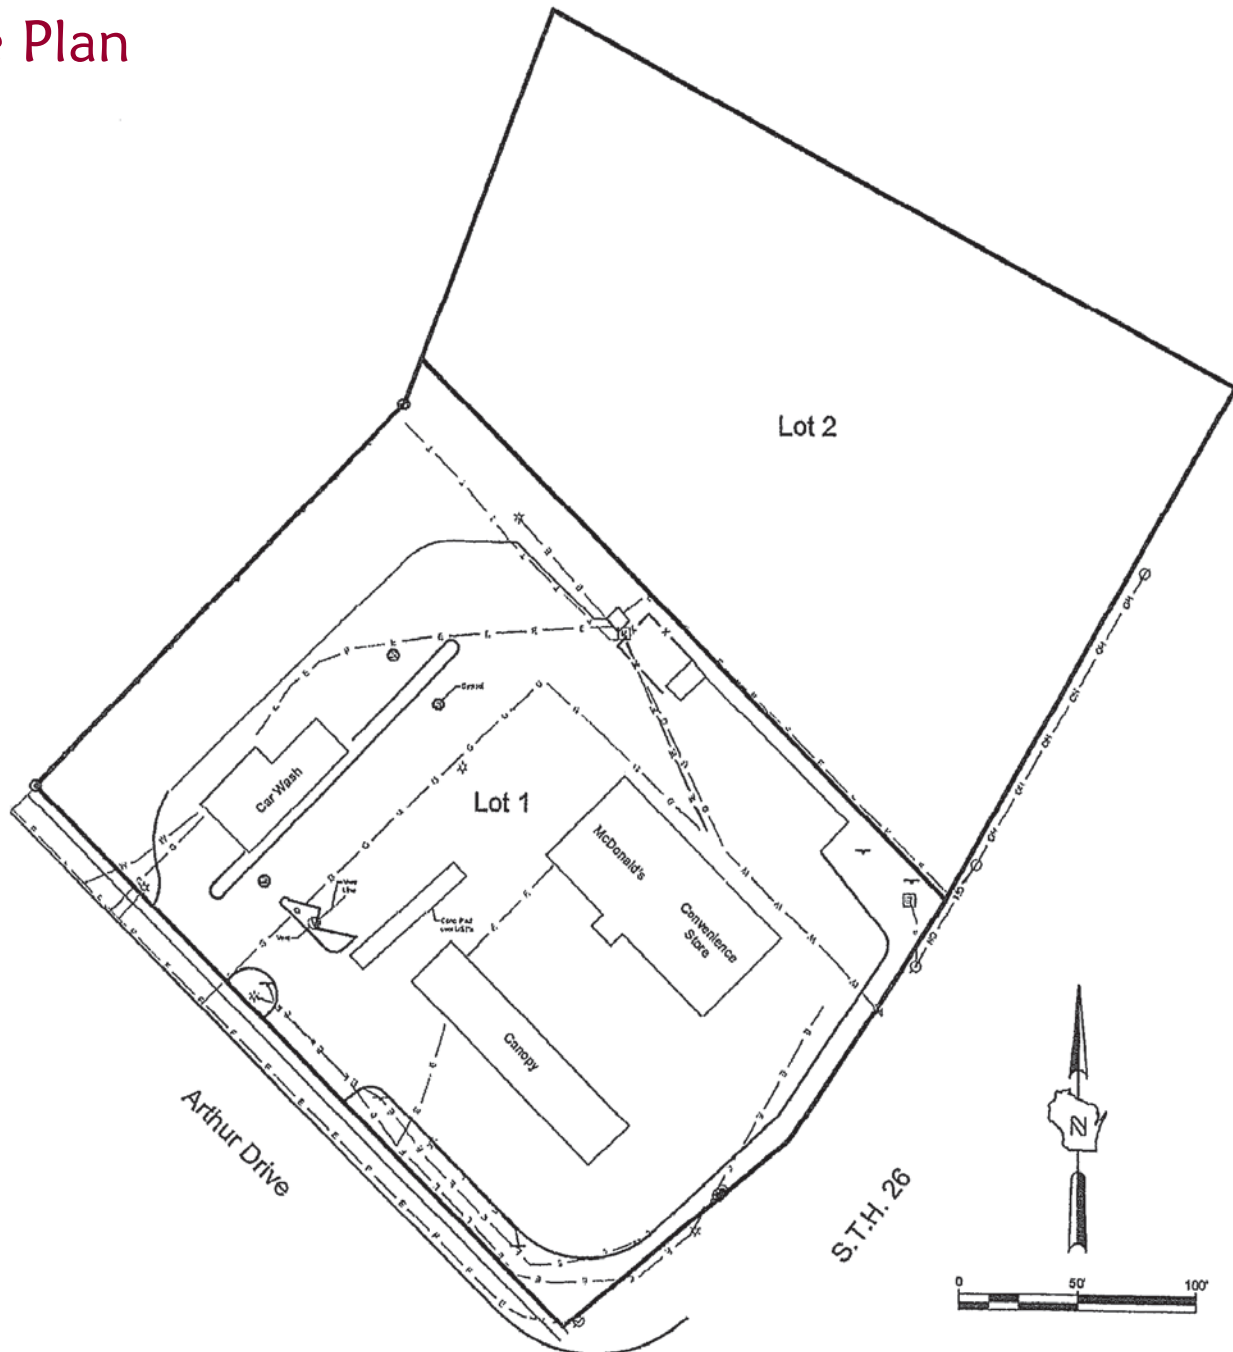 Plan
Lot 2
Lot 1
Car Wash
McDonald's
Convenience
Store
Canopy
Arthur Drive
S.T.H. 26
N
0 50' 100'